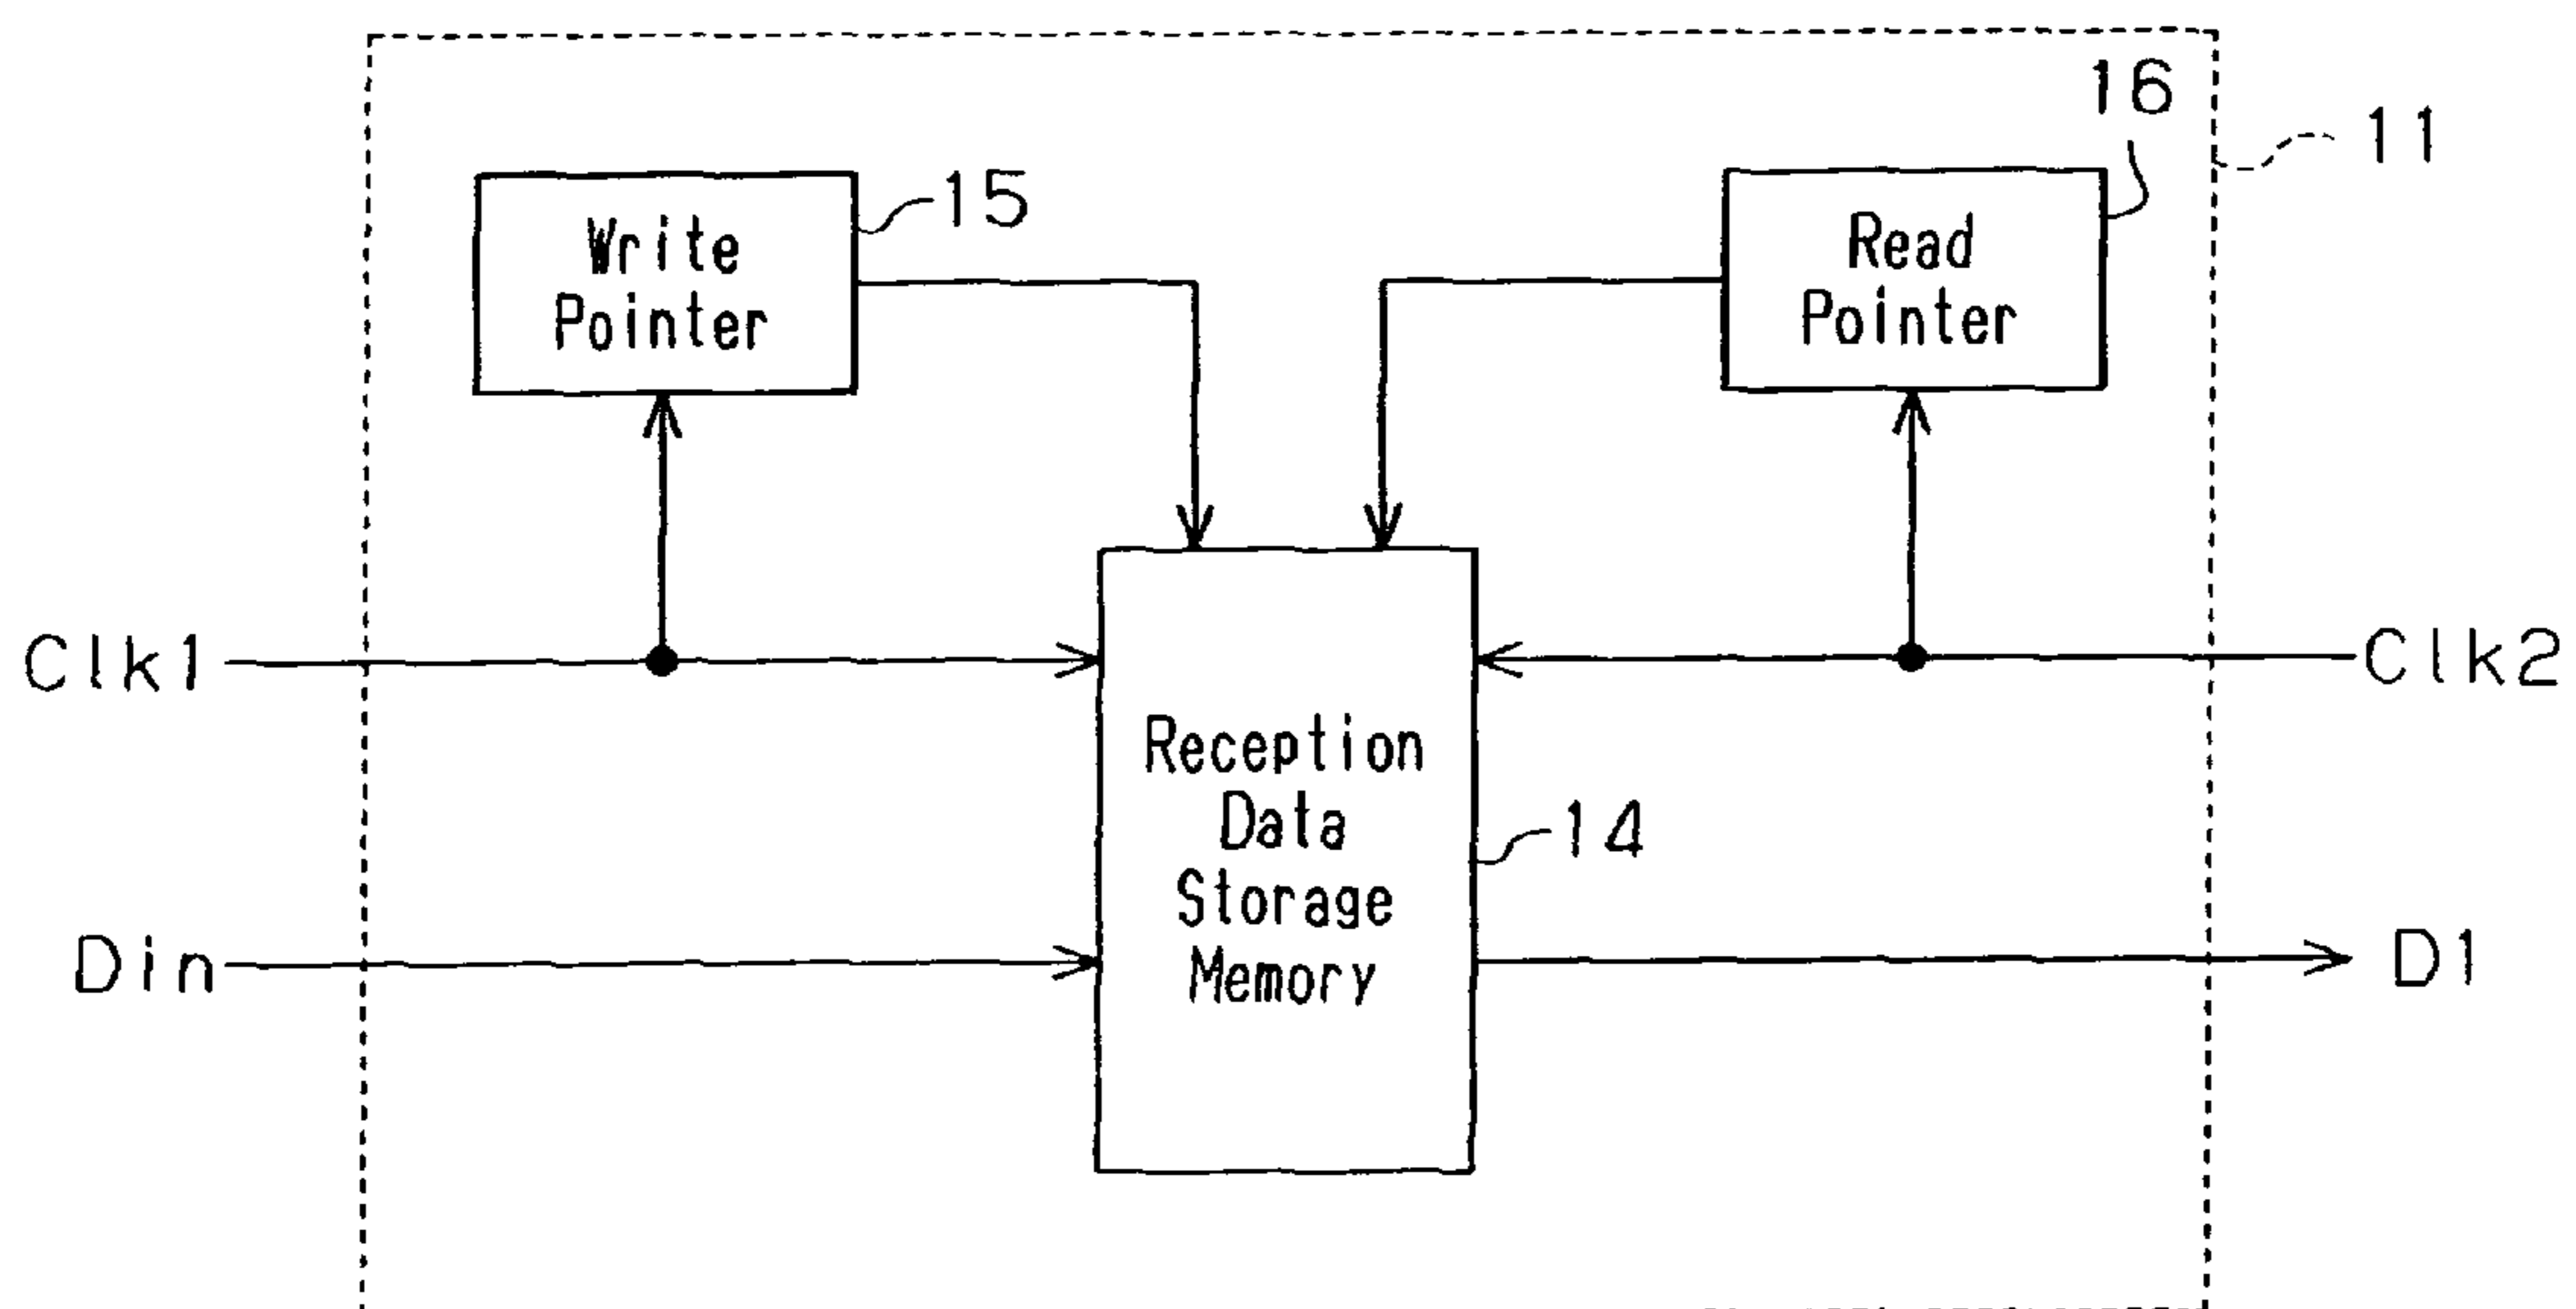 16
11
15
Write
Pointer
Read
Pointer
Clk1
Clk2
Reception
Data
Storage
Memory
14
Din
D1